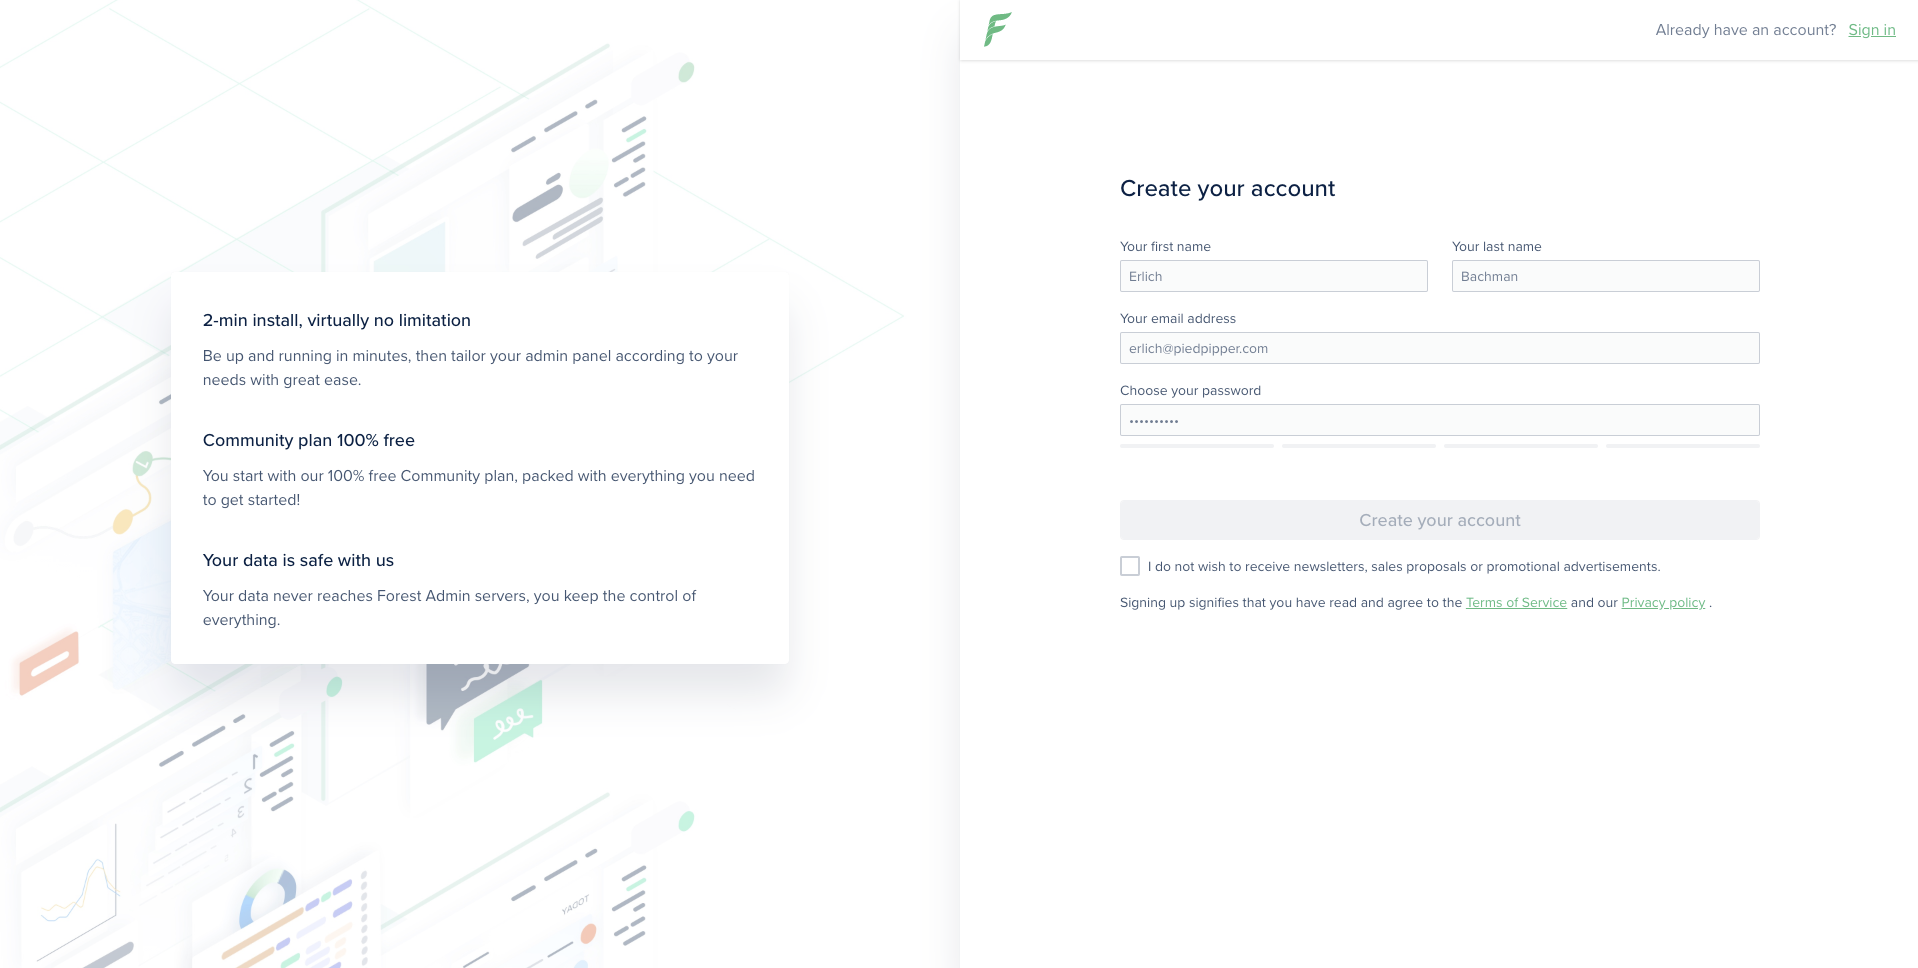 Already have an account? Sign in
2-min install, virtually no limitation
Be up and running in minutes, then tailor your admin panel according to your
needs with great ease.
Community plan 100% free
You start with our 100% free Community plan, packed with everything you need
to get started!
Your data is safe with us
Your data never reaches Forest Admin servers, you keep the control of
everything.
Create your account
Your first name
Your last name
Erlich
Bachman
Your email address
erlich@piedpipper.com
Choose your password
••••••••••
Create your account
I do not wish to receive newsletters, sales proposals or promotional advertisements.
Signing up signifies that you have read and agree to the Terms of Service and our Privacy policy .
1
2
3
4
YAGOT